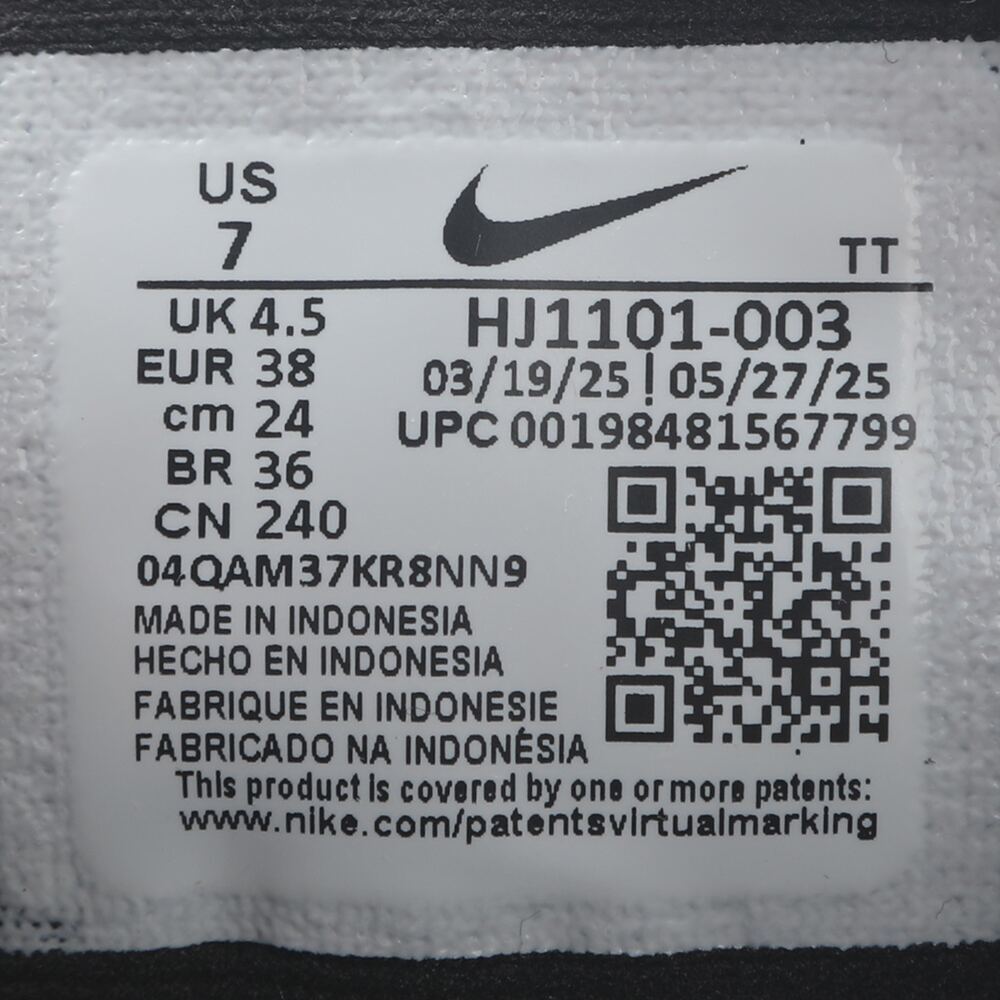 US
7
TT
UK 4.5
HJ1101-003
EUR 38
03/19/25 | 05/27/25
cm 24
UPC 00198481567799
BR 36
CN 240
04QAM37KR8NN9
MADE IN INDONESIA
HECHO EN INDONESIA
FABRIQUE EN INDONESIE
FABRICADO NA INDONÉSIA
This product is covered by one or more patents:
www.nike.com/patentsvirtualmarking